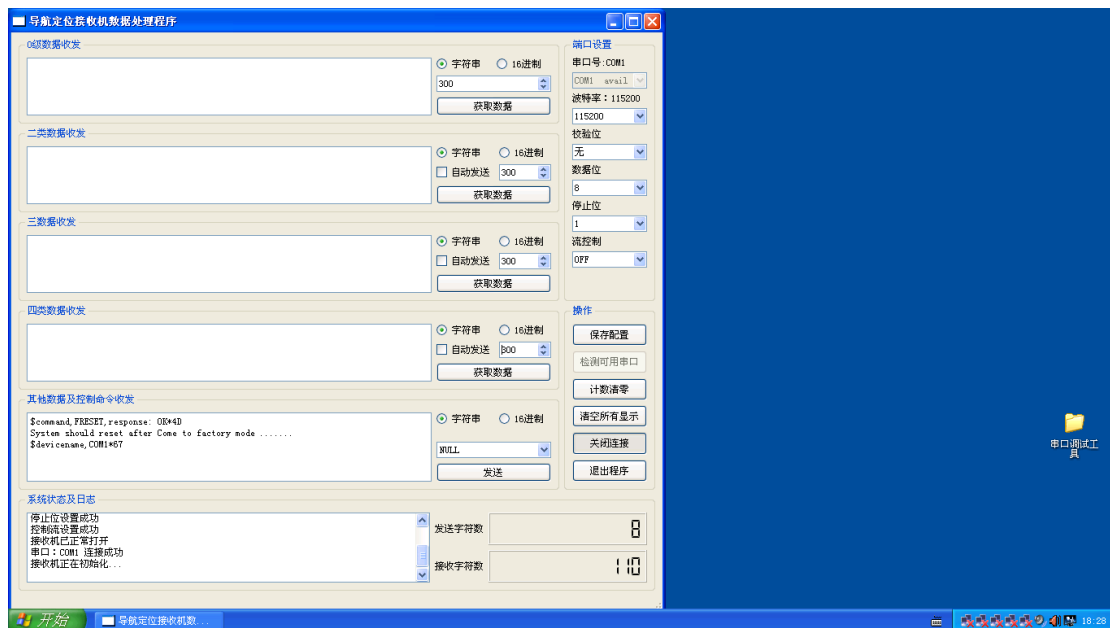 导航定位接收机数据处理程序
0级数据收发
字符串 16进制
300
获取数据
二类数据收发
字符串 16进制
自动发送 300
获取数据
三数据收发
字符串 16进制
自动发送 300
获取数据
四类数据收发
字符串 16进制
自动发送 300
获取数据
其他数据及控制命令收发
$command,FRESET,response: OK*4D
System should reset after Come to factory mode .......
$devicename,COM1*67
字符串 16进制
NULL
发送
系统状态及日志
停止位设置成功
控制流设置成功
接收机已正常打开
串口：COM1 连接成功
接收机正在初始化...
发送字符数 8
接收字符数 110
端口设置
串口号:COM1
COM1 avail
波特率：115200
115200
校验位
无
数据位
8
停止位
1
流控制
OFF
操作
保存配置
检测可用串口
计数清零
清空所有显示
关闭连接
退出程序
串口调试工
具
开始
导航定位接收机数...
18:28